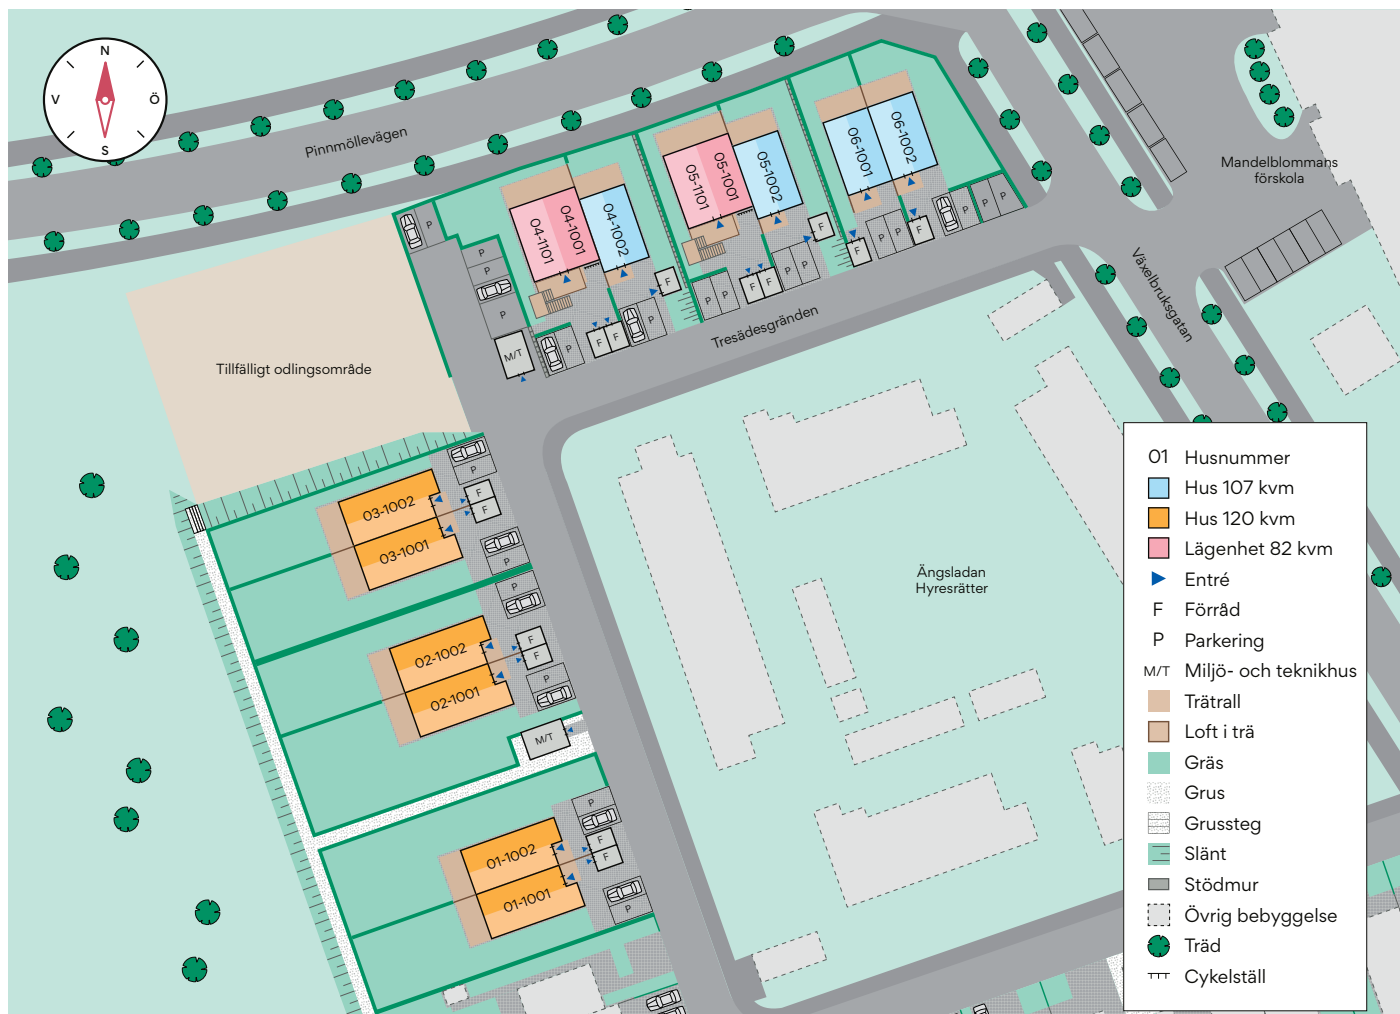 N
V
Ö
S
Pinnmöllevägen
Mandelblommans
förskola
Växelbruksgatan
Tresädesgränden
Tillfälligt odlingsområde
04-1101
04-1001
04-1002
05-1101
05-1001
05-1002
06-1001
06-1002
P
P
P
P
M/T
P
F
F
F
P
P
P
F
F
P
P
F
F
P
P
F
P
P
03-1002
03-1001
P
F
F
P
02-1002
02-1001
P
F
F
P
M/T
01-1002
01-1001
P
F
F
P
Ängsladan
Hyresrätter
01 Husnummer
Hus 107 kvm
Hus 120 kvm
Lägenhet 82 kvm
Entré
F Förråd
P Parkering
M/T Miljö- och teknikhus
Trätrall
Loft i trä
Gräs
Grus
Grussteg
Slänt
Stödmur
Övrig bebyggelse
Träd
Cykelställ